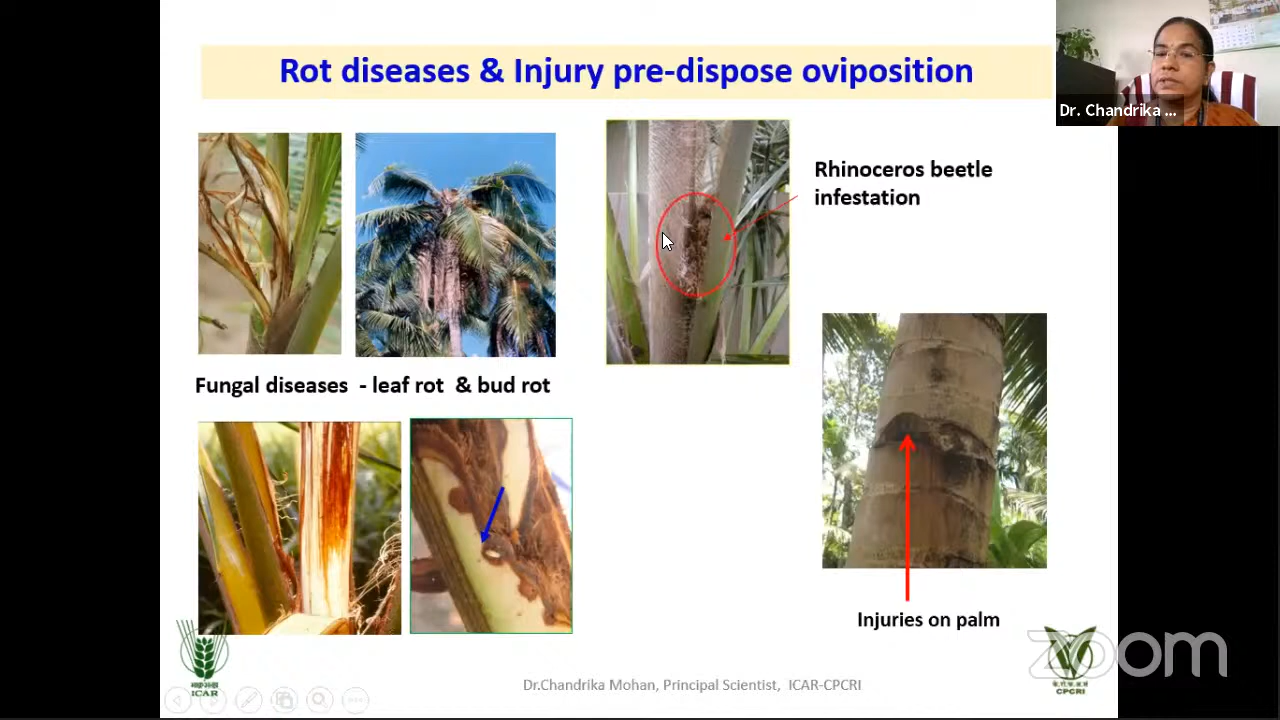 Rot diseases & Injury pre-dispose oviposition
Dr. Chandrika ...
Rhinoceros beetle
infestation
Fungal diseases - leaf rot & bud rot
Injuries on palm
ICAR
Dr.Chandrika Mohan, Principal Scientist, ICAR-CPCRI
CPCRI
zoom